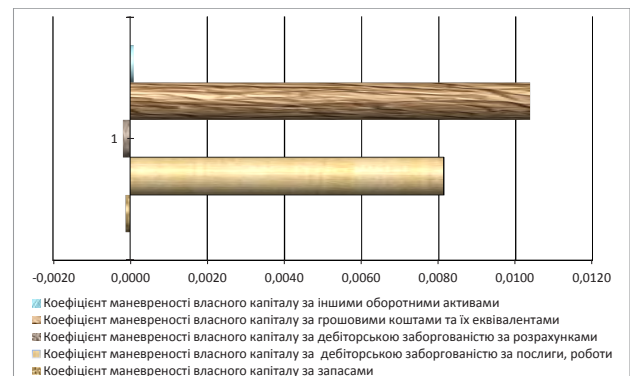 1
-0,0020 0,0000 0,0020 0,0040 0,0060 0,0080 0,0100 0,0120
Коефіцієнт маневреності власного капіталу за іншими оборотними активами
Коефіцієнт маневреності власного капіталу за грошовими коштами та їх еквівалентами
Коефіцієнт маневреності власного капіталу за дебіторською заборгованістю за розрахунками
Коефіцієнт маневреності власного капіталу за дебіторською заборгованістю за послиги, роботи
Коефіцієнт маневреності власного капіталу за запасами